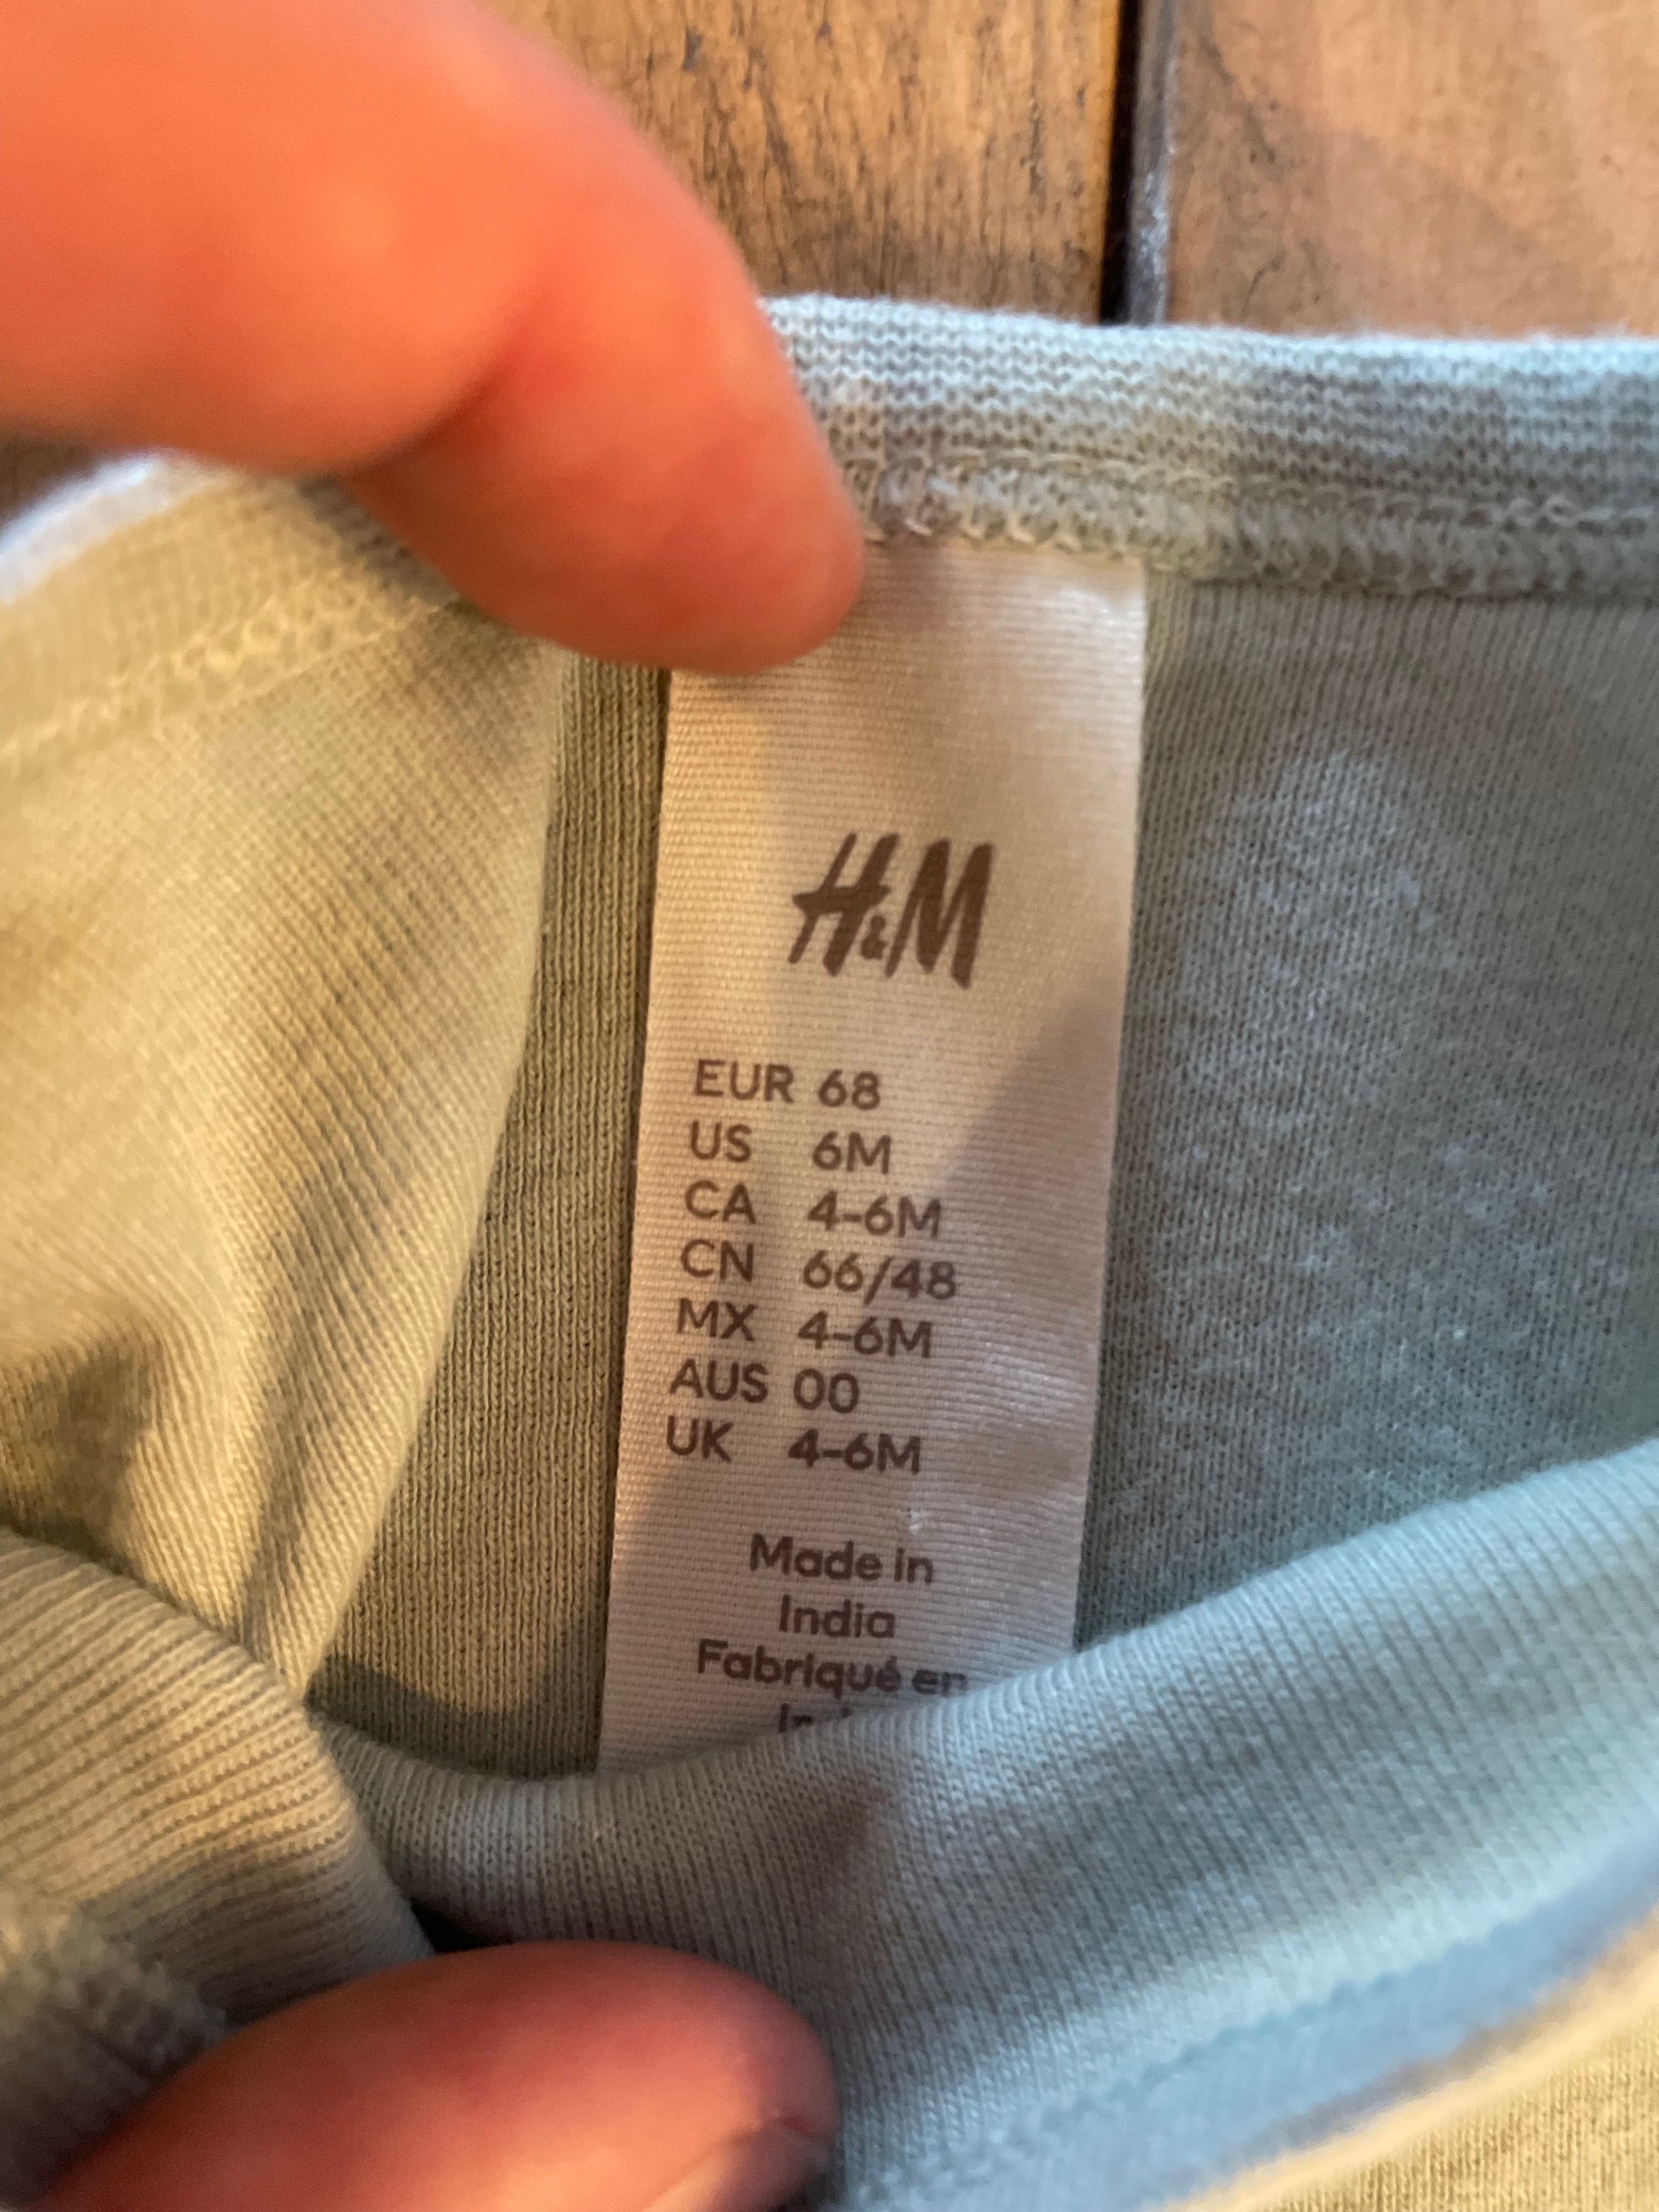 H&M
EUR 68
US 6M
CA 4-6M
CN 66/48
MX 4-6M
AUS 00
UK 4-6M
Made in
India
Fabriqué en